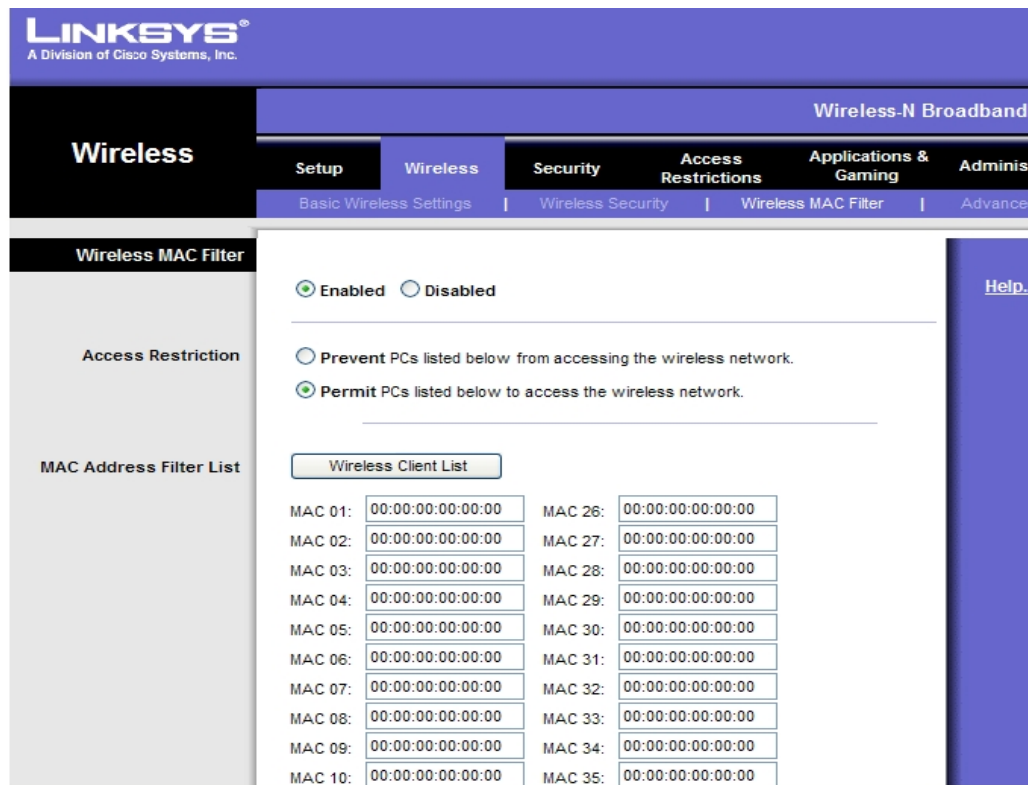 LINKSYS®
A Division of Cisco Systems, Inc.
Wireless-N Broadband
Wireless
Setup
Wireless
Security
Access Restrictions
Applications & Gaming
Adminis
Basic Wireless Settings | Wireless Security | Wireless MAC Filter | Advance
Wireless MAC Filter
Enabled Disabled
Help.
Access Restriction
Prevent PCs listed below from accessing the wireless network.
Permit PCs listed below to access the wireless network.
MAC Address Filter List
Wireless Client List
MAC 01: 00:00:00:00:00:00 MAC 26: 00:00:00:00:00:00
MAC 02: 00:00:00:00:00:00 MAC 27: 00:00:00:00:00:00
MAC 03: 00:00:00:00:00:00 MAC 28: 00:00:00:00:00:00
MAC 04: 00:00:00:00:00:00 MAC 29: 00:00:00:00:00:00
MAC 05: 00:00:00:00:00:00 MAC 30: 00:00:00:00:00:00
MAC 06: 00:00:00:00:00:00 MAC 31: 00:00:00:00:00:00
MAC 07: 00:00:00:00:00:00 MAC 32: 00:00:00:00:00:00
MAC 08: 00:00:00:00:00:00 MAC 33: 00:00:00:00:00:00
MAC 09: 00:00:00:00:00:00 MAC 34: 00:00:00:00:00:00
MAC 10: 00:00:00:00:00:00 MAC 35: 00:00:00:00:00:00